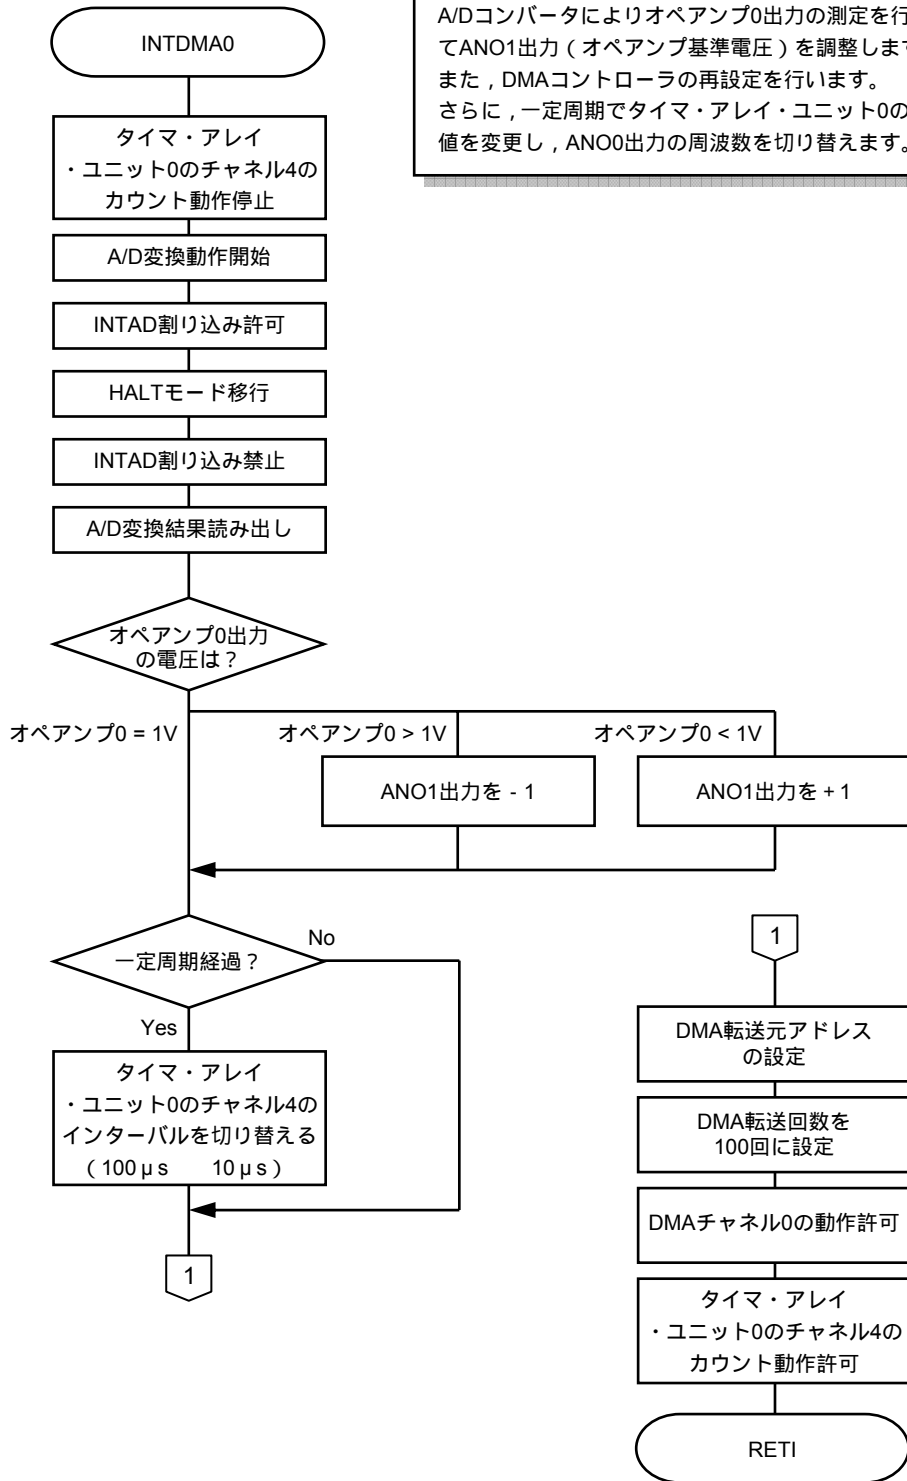 A/Dコンバータによりオペアンプ0出力の測定を行
てANO1出力（オペアンプ基準電圧）を調整します
また，DMAコントローラの再設定を行います。
さらに，一定周期でタイマ・アレイ・ユニット0の
値を変更し，ANO0出力の周波数を切り替えます。
INTDMA0
タイマ・アレイ
・ユニット0のチャネル4の
カウント動作停止
A/D変換動作開始
INTAD割り込み許可
HALTモード移行
INTAD割り込み禁止
A/D変換結果読み出し
オペアンプ0出力
の電圧は？
オペアンプ0 = 1V
オペアンプ0 > 1V
オペアンプ0 < 1V
ANO1出力を - 1
ANO1出力を + 1
一定周期経過？
No
Yes
タイマ・アレイ
・ユニット0のチャネル4の
インターバルを切り替える
（100 μs 10 μs）
1
1
DMA転送元アドレス
の設定
DMA転送回数を
100回に設定
DMAチャネル0の動作許可
タイマ・アレイ
・ユニット0のチャネル4の
カウント動作許可
RETI